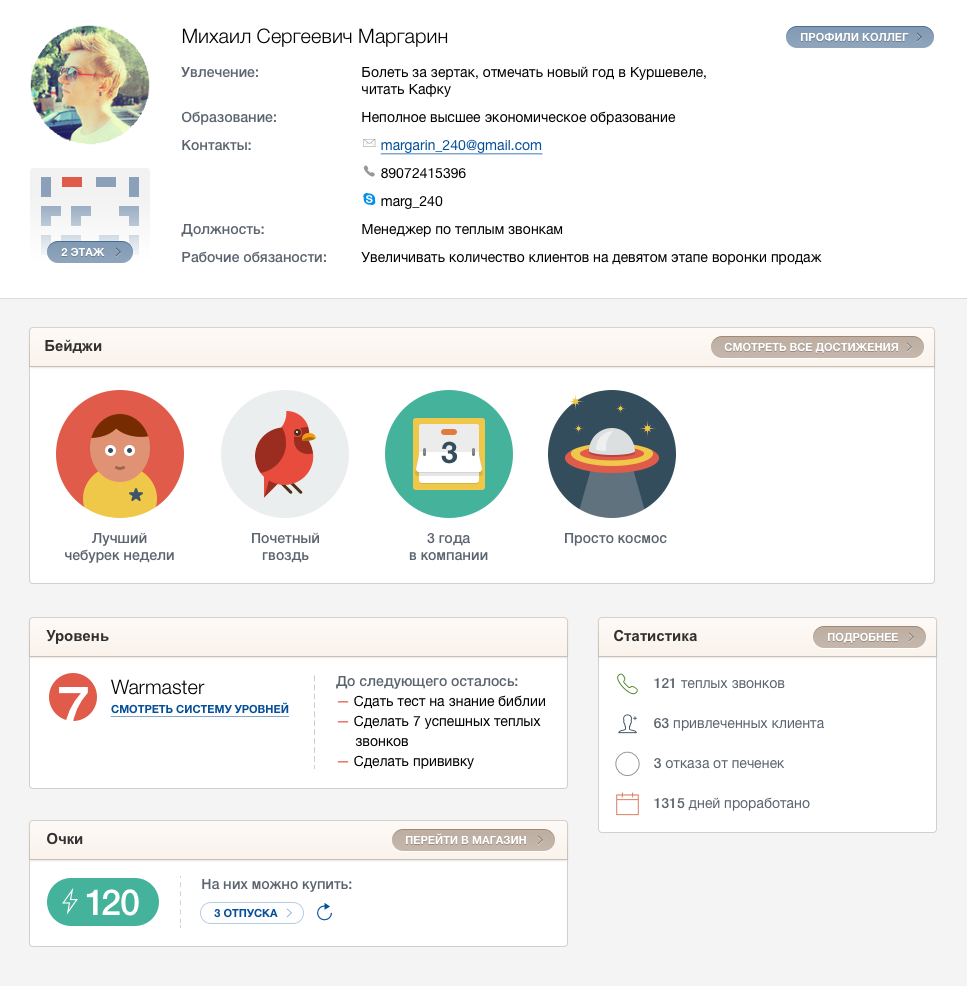 Михаил Сергеевич Маргарин
ПРОФИЛИ КОЛЛЕГ
Увлечение:
Болеть за зертак, отмечать новый год в Куршевеле,
читать Кафку
Образование:
Неполное высшее экономическое образование
Контакты:
margarin_240@gmail.com
89072415396
marg_240
2 ЭТАЖ
Должность:
Менеджер по теплым звонкам
Рабочие обязаности:
Увеличивать количество клиентов на девятом этапе воронки продаж
Бейджи
СМОТРЕТЬ ВСЕ ДОСТИЖЕНИЯ
3
Лучший
чебурек недели
Почетный
гвоздь
3 года
в компании
Просто космос
Уровень
7
Warmaster
СМОТРЕТЬ СИСТЕМУ УРОВНЕЙ
До следующего осталось:
— Сдать тест на знание библии
— Сделать 7 успешных теплых
звонков
— Сделать прививку
Статистика
ПОДРОБНЕЕ
121 теплых звонков
63 привлеченных клиента
3 отказа от печенек
1315 дней проработано
Очки
ПЕРЕЙТИ В МАГАЗИН
120
На них можно купить:
3 ОТПУСКА